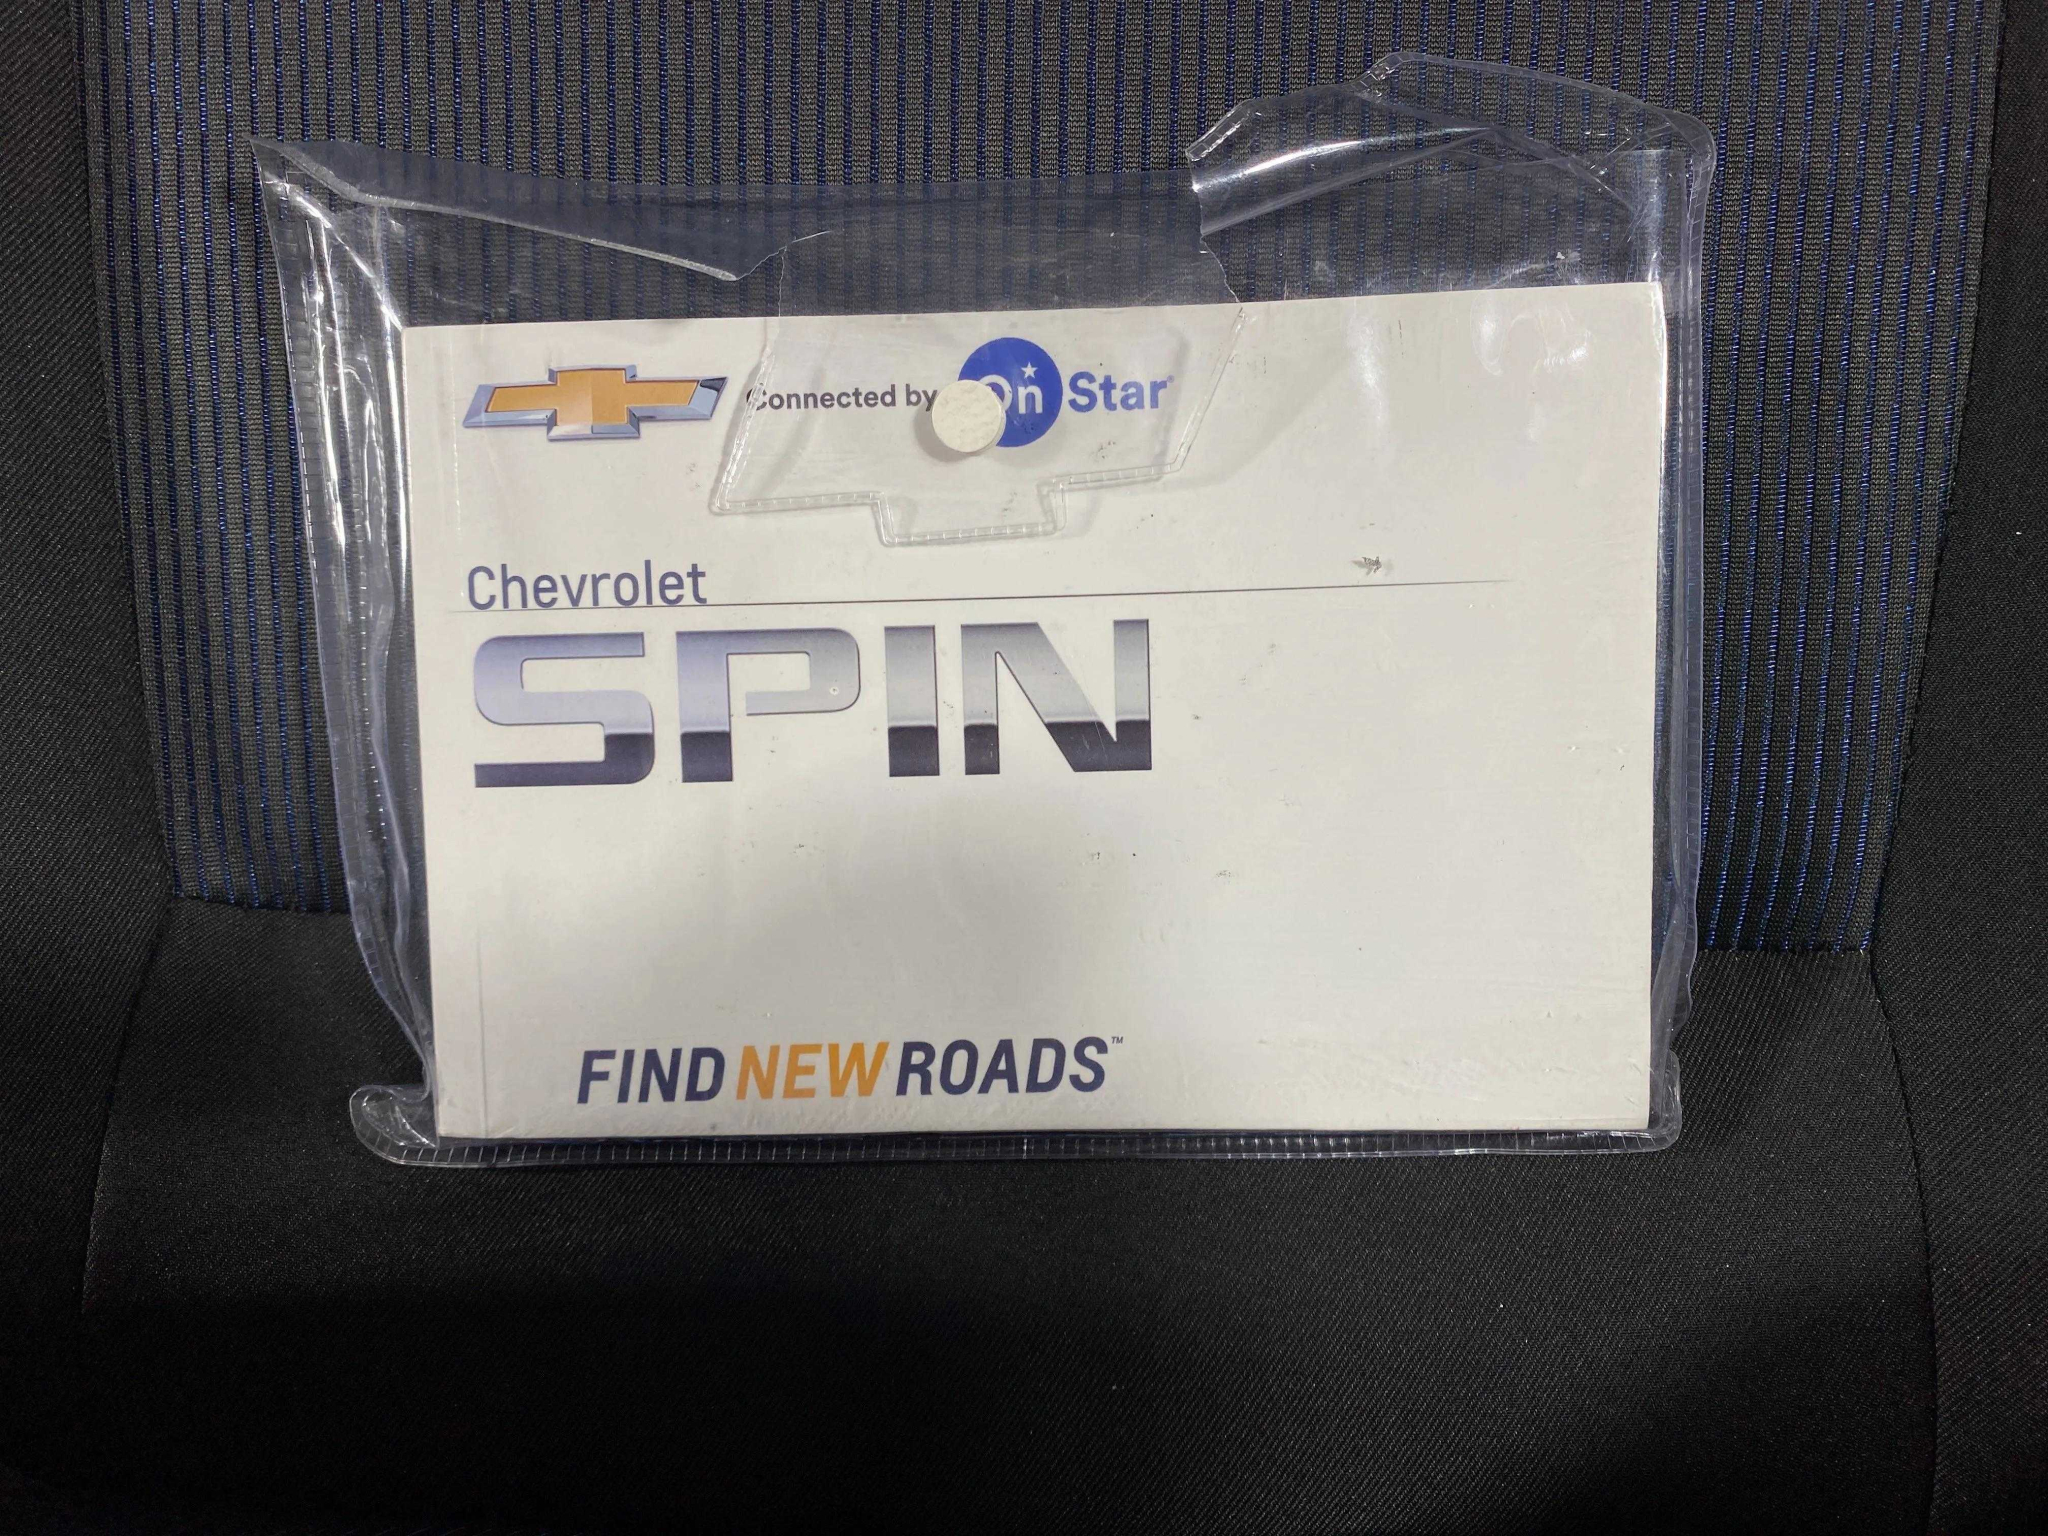 Connected by OnStar
Chevrolet
SPIN
FIND NEW ROADS™